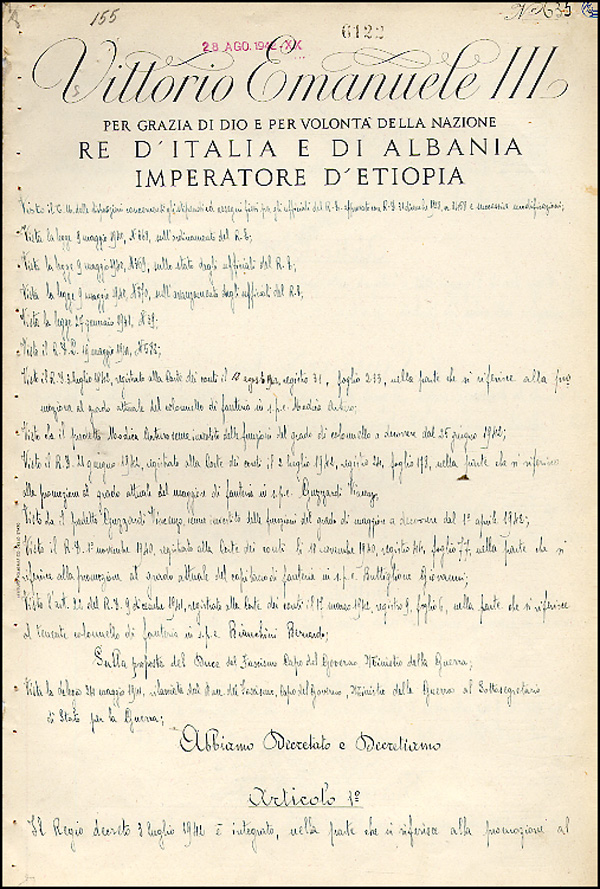 155
28 AGO. 1942 - XX
6122
Vittorio Emanuele III
PER GRAZIA DI DIO E PER VOLONTA' DELLA NAZIONE
RE D'ITALIA E DI ALBANIA
IMPERATORE D'ETIOPIA
Visto il T.U. delle disposizioni concernenti gli stipendi ed assegni fissi per gli ufficiali del R.E. approvato con R.D. 31 dicembre 1928, n. 3458 e successive modificazioni;
Vista la legge 9 maggio 1940, N. 368, sull'ordinamento del R.E.;
Vista la legge 9 maggio 1940, N. 369, sullo stato degli ufficiali del R.E.;
Vista la legge 9 maggio 1940, N. 370, sull'avanzamento degli ufficiali del R.E.;
Vista la legge 27 gennaio 1941, N. 39;
Visto il R.D.L. 19 maggio 1941, N. 583;
Visto il R.D. 3 luglio 1942, registrato alla Corte dei conti il 10 agosto 1942, registro 31, foglio 233, nella parte che si riferisce alla pro
mozione al grado attuale del colonnello di fanteria in s.p.e. Modica Arturo;
Visto che il predetto Modica Arturo venne investito delle funzioni del grado di colonnello a decorrere dal 25 giugno 1942;
Visto il R.D. 21 giugno 1942, registrato alla Corte dei conti il 2 luglio 1942, registro 24, foglio 178, nella parte che si riferisce
alla promozione al grado attuale del maggiore di fanteria in s.p.e. Guzzardi Vincenzo;
Visto che il predetto Guzzardi Vincenzo venne investito delle funzioni del grado di maggiore a decorrere dal 1° aprile 1942;
Visto il R.D. 1° novembre 1940, registrato alla Corte dei conti li 18 novembre 1940, registro 44, foglio 77, nella parte che si
riferisce alla promozione al grado attuale del capitano di fanteria in s.p.e. Buttiglione Giovanni;
Visto l'art. 21 del R.D. 9 dicembre 1941, registrato alla Corte dei conti il 17 marzo 1942, registro 9, foglio 6, nella parte che si riferisce
al tenente colonnello di fanteria in s.p.e. Bianchini Bernardo;
Sulla proposta del Duce del Fascismo Capo del Governo, Ministro della Guerra;
Vista la delega 24 maggio 1941, rilasciata dal Duce del Fascismo, Capo del Governo, Ministro della Guerra al Sottosegretario
di Stato per la Guerra;
Abbiamo Decretato e Decretiamo
Articolo 1°
Il Regio decreto 3 luglio 1942 è integrato, nella parte che si riferisce alla promozione al